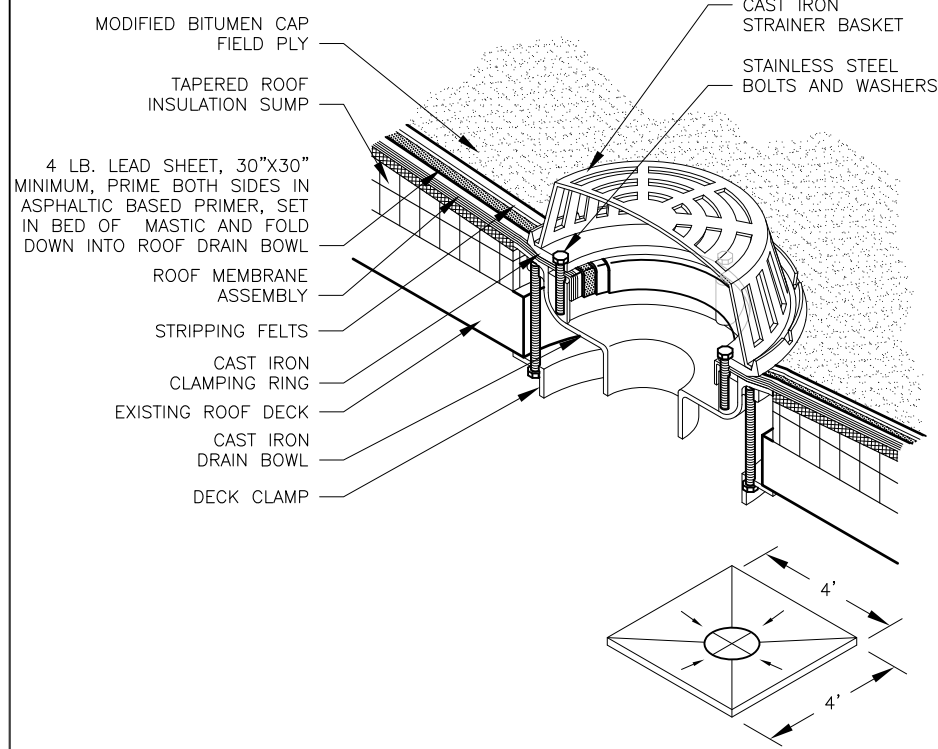 MODIFIED BITUMEN CAP
FIELD PLY
TAPERED ROOF
INSULATION SUMP
4 LB. LEAD SHEET, 30"X30"
MINIMUM, PRIME BOTH SIDES IN
ASPHALTIC BASED PRIMER, SET
IN BED OF MASTIC AND FOLD
DOWN INTO ROOF DRAIN BOWL
ROOF MEMBRANE
ASSEMBLY
STRIPPING FELTS
CAST IRON
CLAMPING RING
EXISTING ROOF DECK
CAST IRON
DRAIN BOWL
DECK CLAMP
CAST IRON
STRAINER BASKET
STAINLESS STEEL
BOLTS AND WASHERS
4'
4'